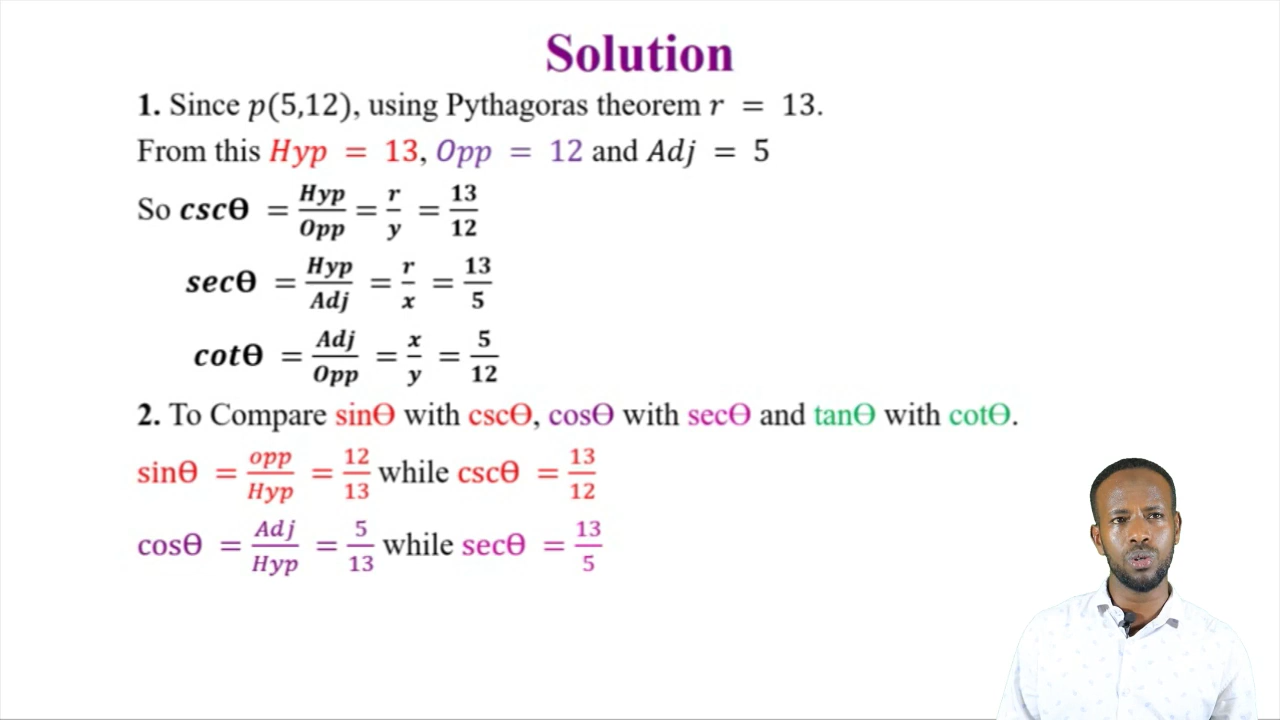 Solution
1. Since p(5,12), using Pythagoras theorem r = 13.
From this Hyp = 13, Opp = 12 and Adj = 5
So cscθ = Hyp/Opp = r/y = 13/12
secθ = Hyp/Adj = r/x = 13/5
cotθ = Adj/Opp = x/y = 5/12
2. To Compare sinθ with cscθ, cosθ with secθ and tanθ with cotθ.
sinθ = opp/Hyp = 12/13 while cscθ = 13/12
cosθ = Adj/Hyp = 5/13 while secθ = 13/5